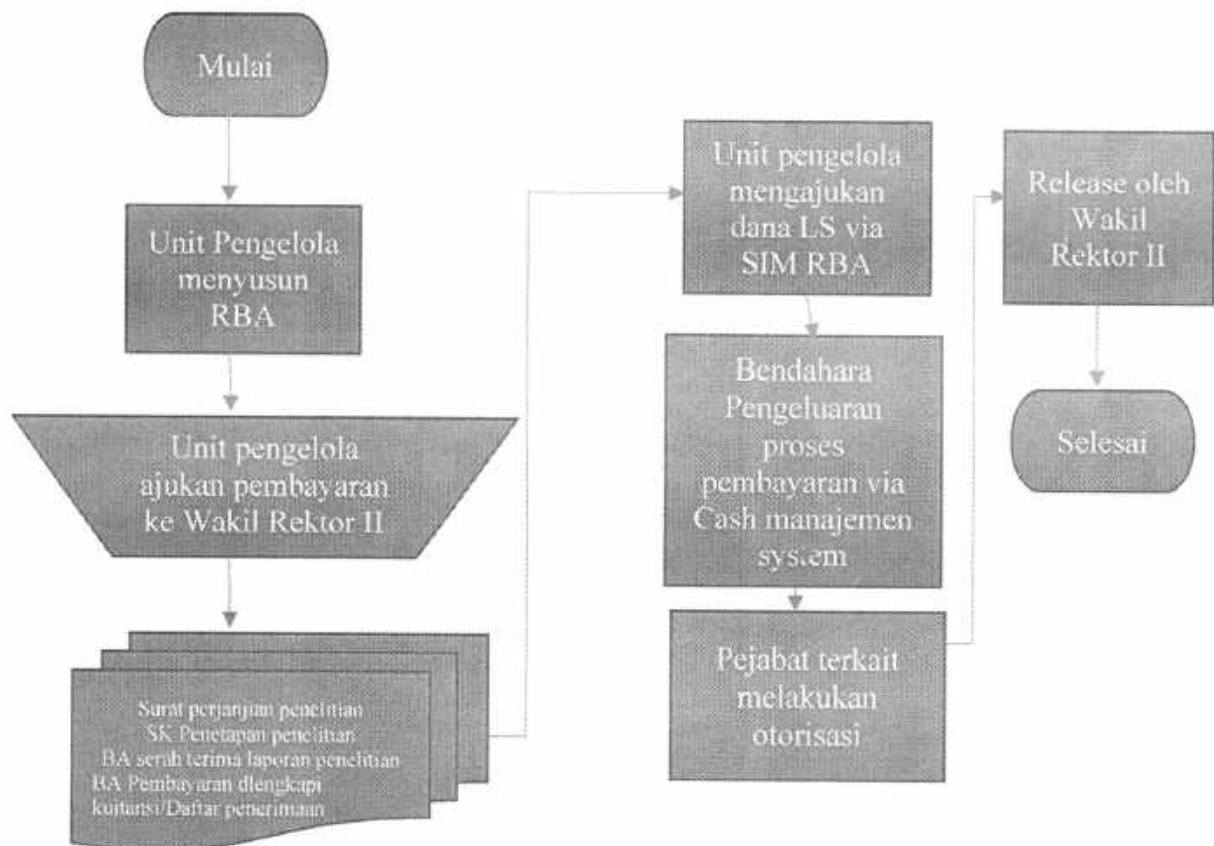 Mulai
Unit Pengelola
menyusun
RBA
Unit pengelola
ajukan pembayaran
ke Wakil Rektor II
Surat perjanjian penelitian
SK Penetapan penelitian
BA serah terima laporan penelitian
BA Pembayaran dlengkapi
kuitansi/Daftar penerimaan
Unit pengelola
mengajukan
dana LS via
SIM RBA
Bendahara
Pengeluaran
proses
pembayaran via
Cash manajemen
system
Pejabat terkait
melakukan
otorisasi
Release oleh
Wakil
Rektor II
Selesai